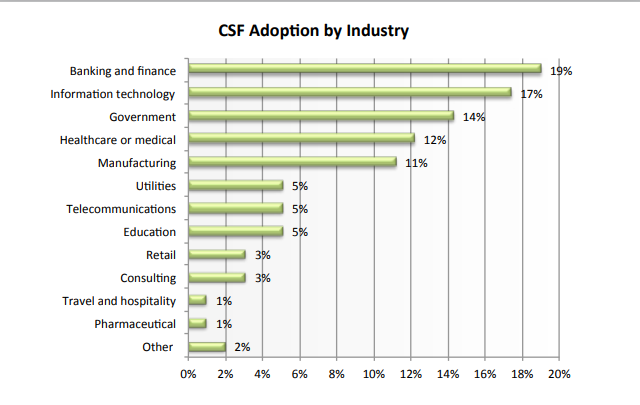 CSF Adoption by Industry
Banking and finance 19%
Information technology 17%
Government 14%
Healthcare or medical 12%
Manufacturing 11%
Utilities 5%
Telecommunications 5%
Education 5%
Retail 3%
Consulting 3%
Travel and hospitality 1%
Pharmaceutical 1%
Other 2%
0% 2% 4% 6% 8% 10% 12% 14% 16% 18% 20%